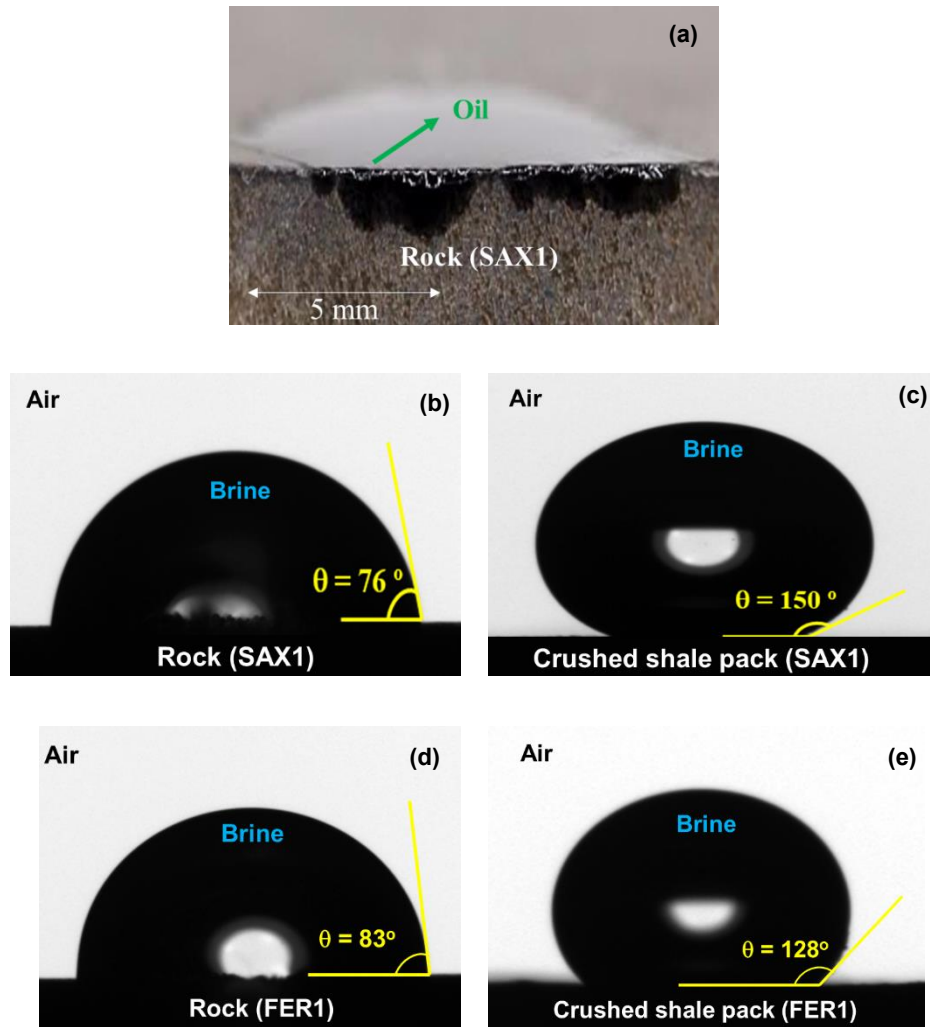 (a)
Oil
Rock (SAX1)
5 mm
Air
(b)
Brine
θ = 76 º
Rock (SAX1)
Air
(c)
Brine
θ = 150 º
Crushed shale pack (SAX1)
Air
(d)
Brine
θ = 83º
Rock (FER1)
Air
(e)
Brine
θ = 128º
Crushed shale pack (FER1)